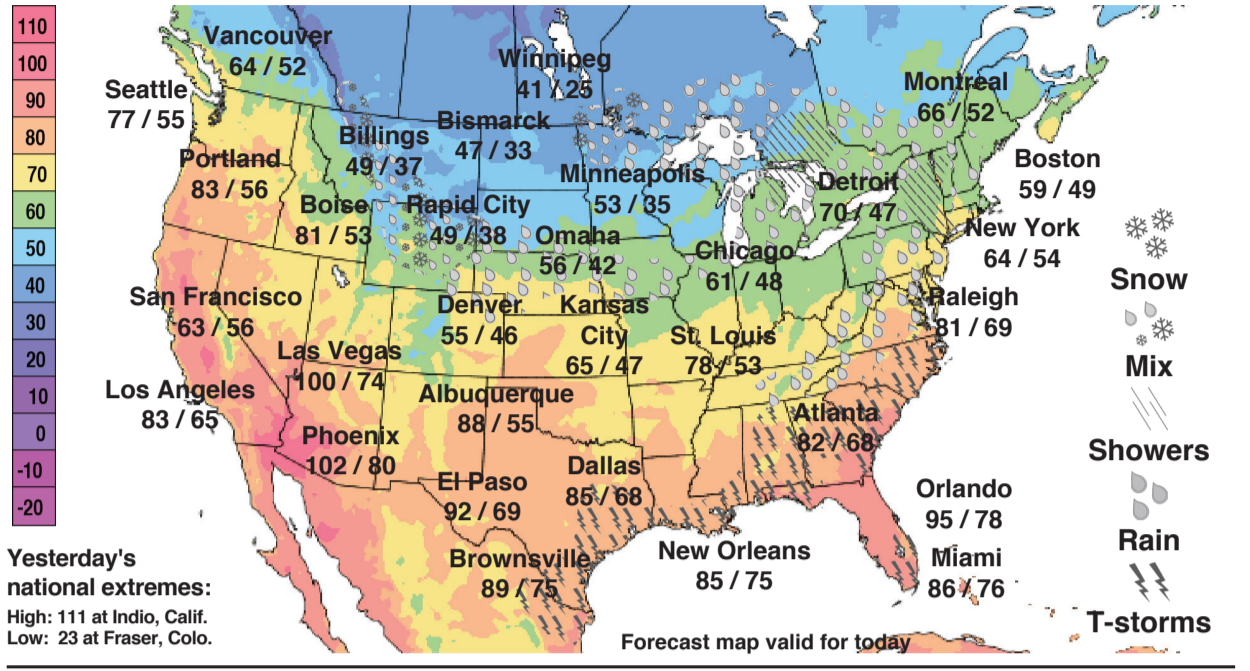 110
100
90
80
70
60
50
40
30
20
10
0
-10
-20
Vancouver
64 / 52
Seattle
77 / 55
Winnipeg
41 / 25
Montreal
66 / 52
Billings
49 / 37
Bismarck
47 / 33
Portland
83 / 56
Minneapolis
53 / 35
Detroit
70 / 47
Boston
59 / 49
Boise
81 / 53
Rapid City
49 / 38
Omaha
56 / 42
Chicago
61 / 48
New York
64 / 54
San Francisco
63 / 56
Denver
55 / 46
Kansas
City
65 / 47
St. Louis
78 / 53
Raleigh
81 / 69
Las Vegas
100 / 74
Los Angeles
83 / 65
Albuquerque
88 / 55
Atlanta
82 / 68
Phoenix
102 / 80
El Paso
92 / 69
Dallas
85 / 68
Orlando
95 / 78
Brownsville
89 / 75
New Orleans
85 / 75
Miami
86 / 76
Snow
Mix
Showers
Rain
T-storms
Yesterday's
national extremes:
High: 111 at Indio, Calif.
Low: 23 at Fraser, Colo.
Forecast map valid for today